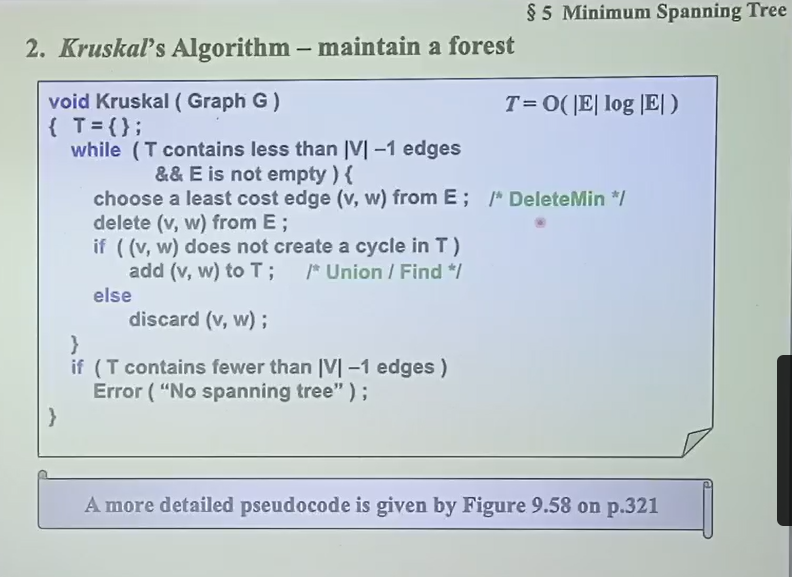 § 5 Minimum Spanning Tree
2. Kruskal's Algorithm – maintain a forest
void Kruskal ( Graph G )
T = O( |E| log |E| )
{ T = { } ;
while ( T contains less than |V| −1 edges
&& E is not empty ) {
choose a least cost edge (v, w) from E ; /* DeleteMin */
delete (v, w) from E ;
if ( (v, w) does not create a cycle in T )
add (v, w) to T ; /* Union / Find */
else
discard (v, w) ;
}
if ( T contains fewer than |V| −1 edges )
Error ( “No spanning tree” ) ;
}
A more detailed pseudocode is given by Figure 9.58 on p.321